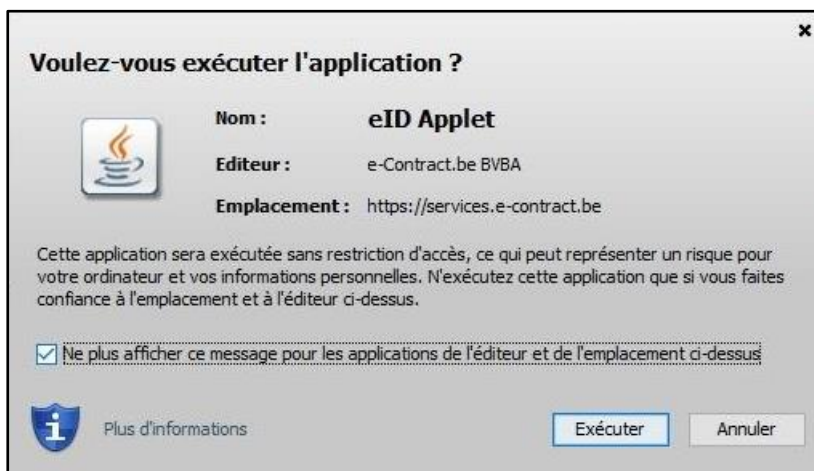 Voulez-vous exécuter l'application ?
Nom : eID Applet
Editeur : e-Contract.be BVBA
Emplacement : https://services.e-contract.be
Cette application sera exécutée sans restriction d'accès, ce qui peut représenter un risque pour
votre ordinateur et vos informations personnelles. N'exécutez cette application que si vous faites
confiance à l'emplacement et à l'éditeur ci-dessus.
Ne plus afficher ce message pour les applications de l'éditeur et de l'emplacement ci-dessus
Plus d'informations
Exécuter
Annuler